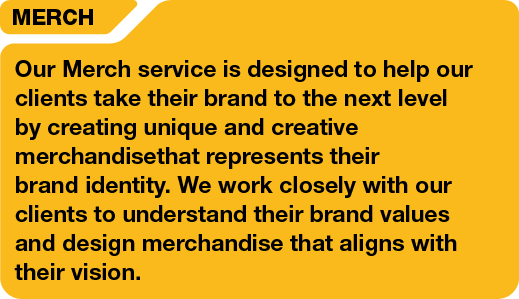 MERCH
Our Merch service is designed to help our
clients take their brand to the next level
by creating unique and creative
merchandisethat represents their
brand identity. We work closely with our
clients to understand their brand values
and design merchandise that aligns with
their vision.